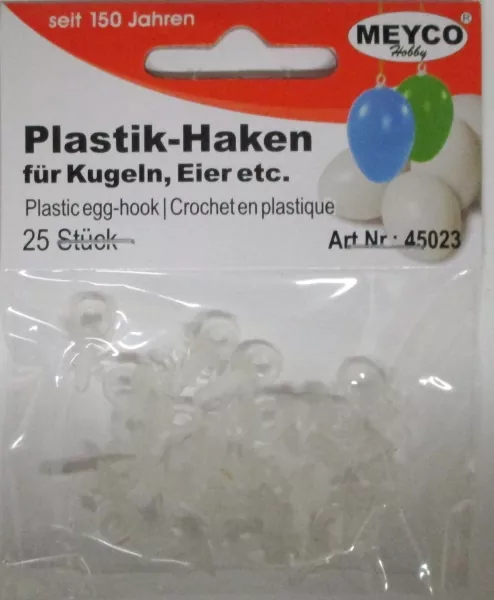 seit 150 Jahren
MEYCO®
Hobby
Plastik-Haken
für Kugeln, Eier etc.
Plastic egg-hook | Crochet en plastique
25 Stück
Art Nr.: 45023